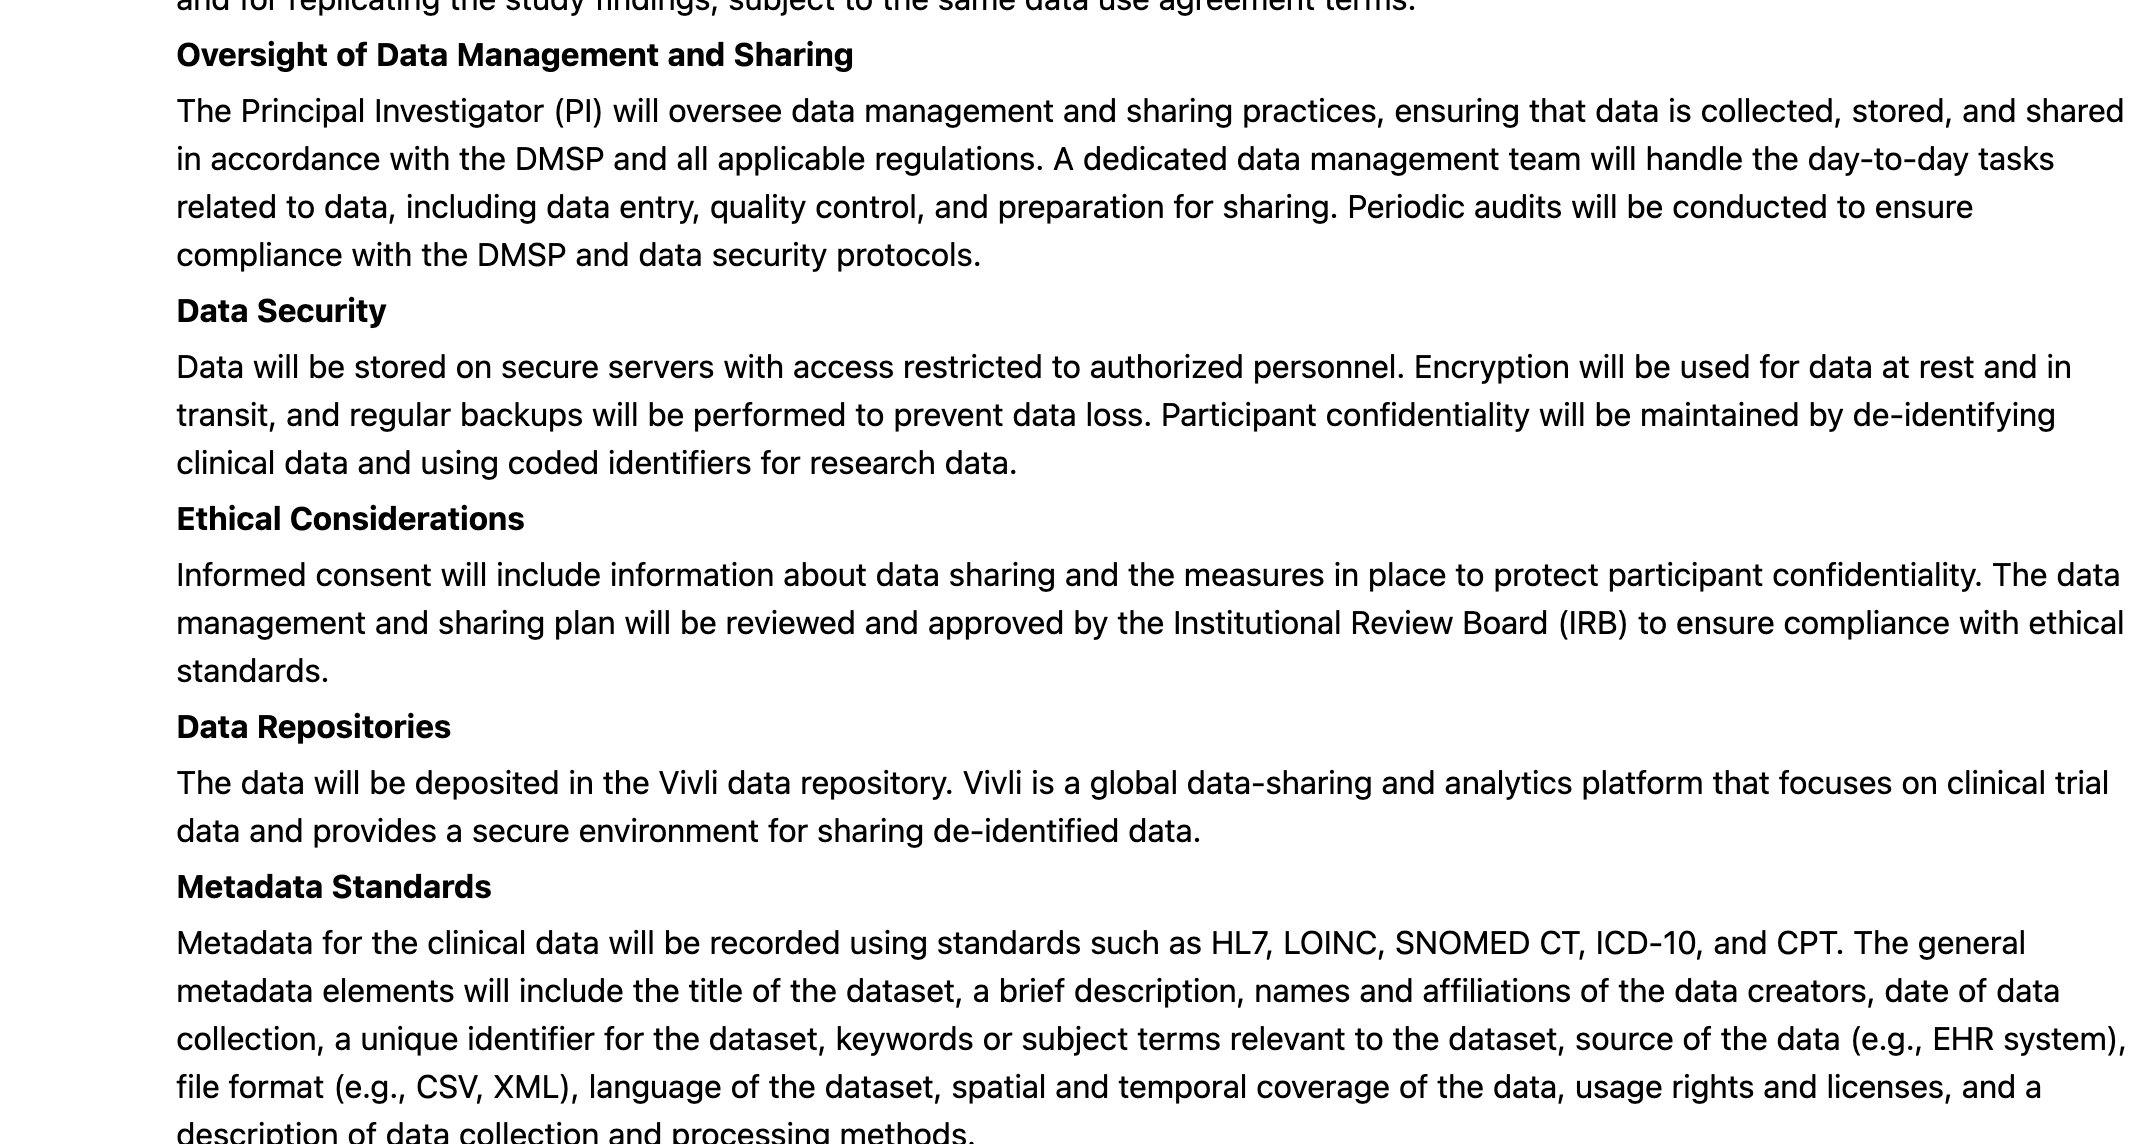 and for replicating the study findings, subject to the same data use agreement terms.
Oversight of Data Management and Sharing
The Principal Investigator (PI) will oversee data management and sharing practices, ensuring that data is collected, stored, and shared
in accordance with the DMSP and all applicable regulations. A dedicated data management team will handle the day-to-day tasks
related to data, including data entry, quality control, and preparation for sharing. Periodic audits will be conducted to ensure
compliance with the DMSP and data security protocols.
Data Security
Data will be stored on secure servers with access restricted to authorized personnel. Encryption will be used for data at rest and in
transit, and regular backups will be performed to prevent data loss. Participant confidentiality will be maintained by de-identifying
clinical data and using coded identifiers for research data.
Ethical Considerations
Informed consent will include information about data sharing and the measures in place to protect participant confidentiality. The data
management and sharing plan will be reviewed and approved by the Institutional Review Board (IRB) to ensure compliance with ethical
standards.
Data Repositories
The data will be deposited in the Vivli data repository. Vivli is a global data-sharing and analytics platform that focuses on clinical trial
data and provides a secure environment for sharing de-identified data.
Metadata Standards
Metadata for the clinical data will be recorded using standards such as HL7, LOINC, SNOMED CT, ICD-10, and CPT. The general
metadata elements will include the title of the dataset, a brief description, names and affiliations of the data creators, date of data
collection, a unique identifier for the dataset, keywords or subject terms relevant to the dataset, source of the data (e.g., EHR system),
file format (e.g., CSV, XML), language of the dataset, spatial and temporal coverage of the data, usage rights and licenses, and a
description of data collection and processing methods.